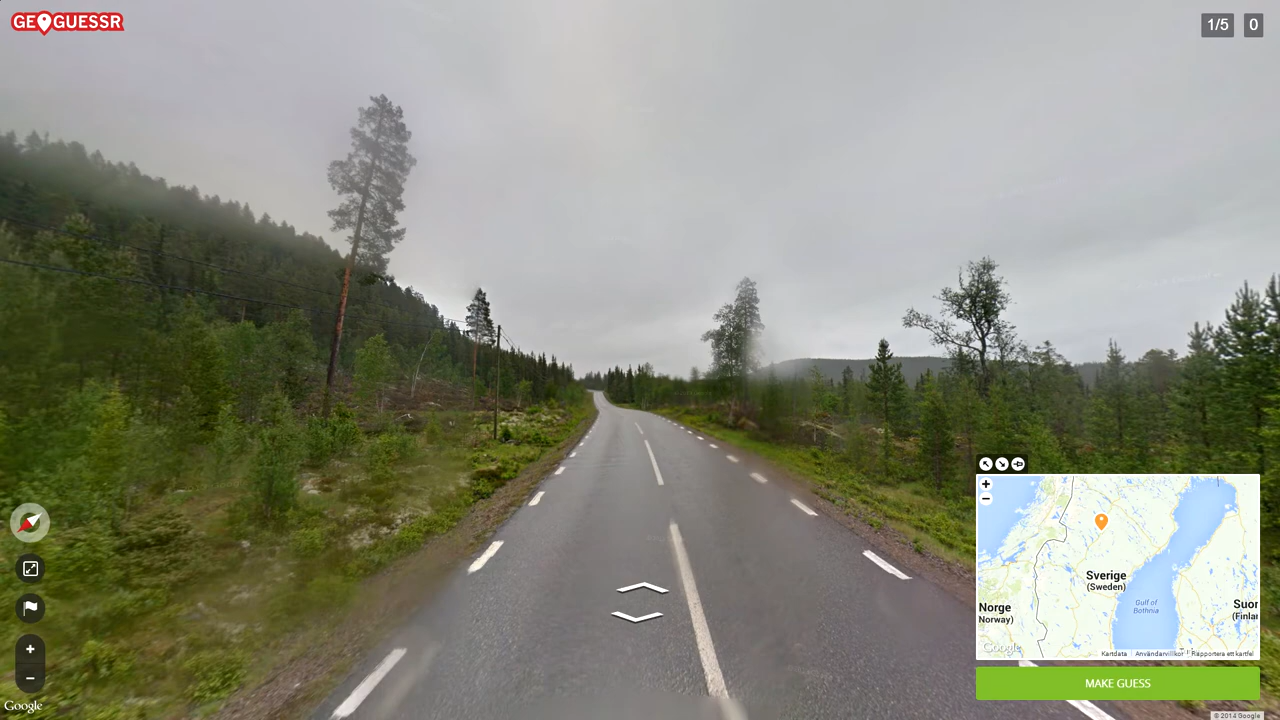 GEOGUESSR
1/5
0
+
−
Sverige
(Sweden)
Norge
Norway)
Gulf of
Bothnia
Suor
(Finlan
Google
Kartdata
Användarvillkor
Rapportera ett kartfel
MAKE GUESS
+
−
Google
© 2014 Google